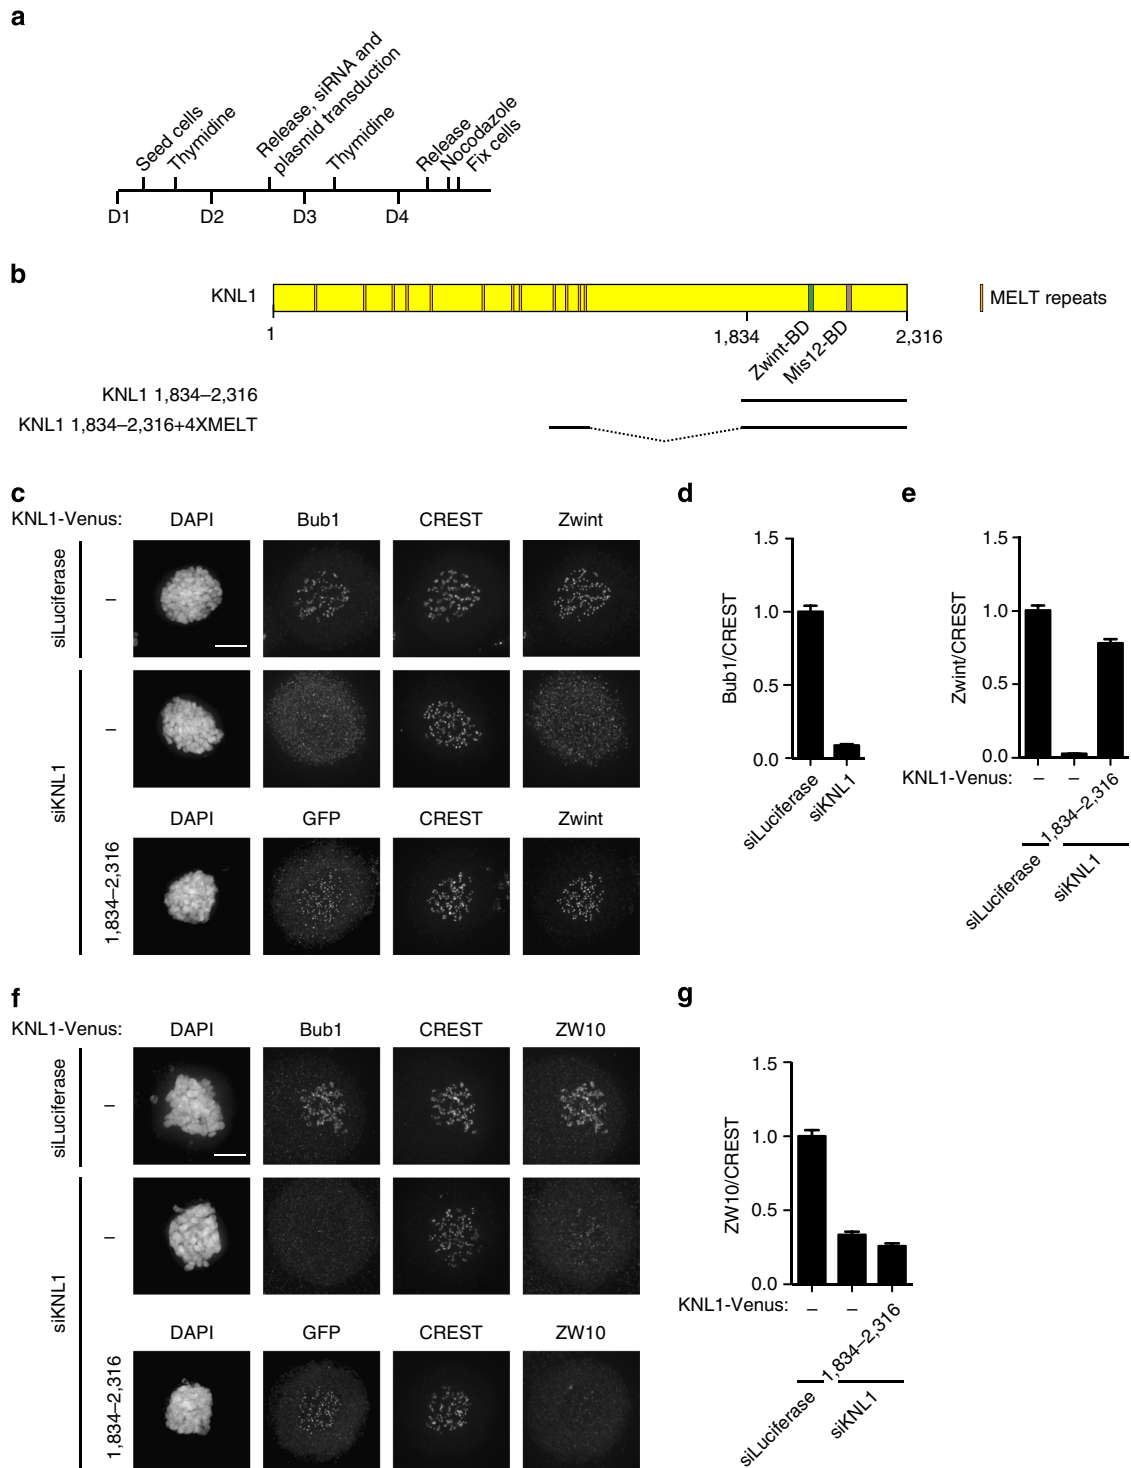 a
Seed cells
Thymidine
Release, siRNA and
plasmid transduction
Thymidine
Release
Nocodazole
Fix cells
D1 D2 D3 D4
b
KNL1
MELT repeats
1 1,834 2,316
Zwint-BD
Mis12-BD
KNL1 1,834–2,316
KNL1 1,834–2,316+4XMELT
c
KNL1-Venus: DAPI Bub1 CREST Zwint
siLuciferase
–
siKNL1
–
DAPI GFP CREST Zwint
1,834–2,316
d
Bub1/CREST
1.5
1.0
0.5
0.0
siLuciferase
siKNL1
e
Zwint/CREST
1.5
1.0
0.5
0.0
KNL1-Venus: – – 1,834–2,316
siLuciferase
siKNL1
f
KNL1-Venus: DAPI Bub1 CREST ZW10
siLuciferase
–
siKNL1
–
DAPI GFP CREST ZW10
1,834–2,316
g
ZW10/CREST
1.5
1.0
0.5
0.0
KNL1-Venus: – – 1,834–2,316
siLuciferase
siKNL1